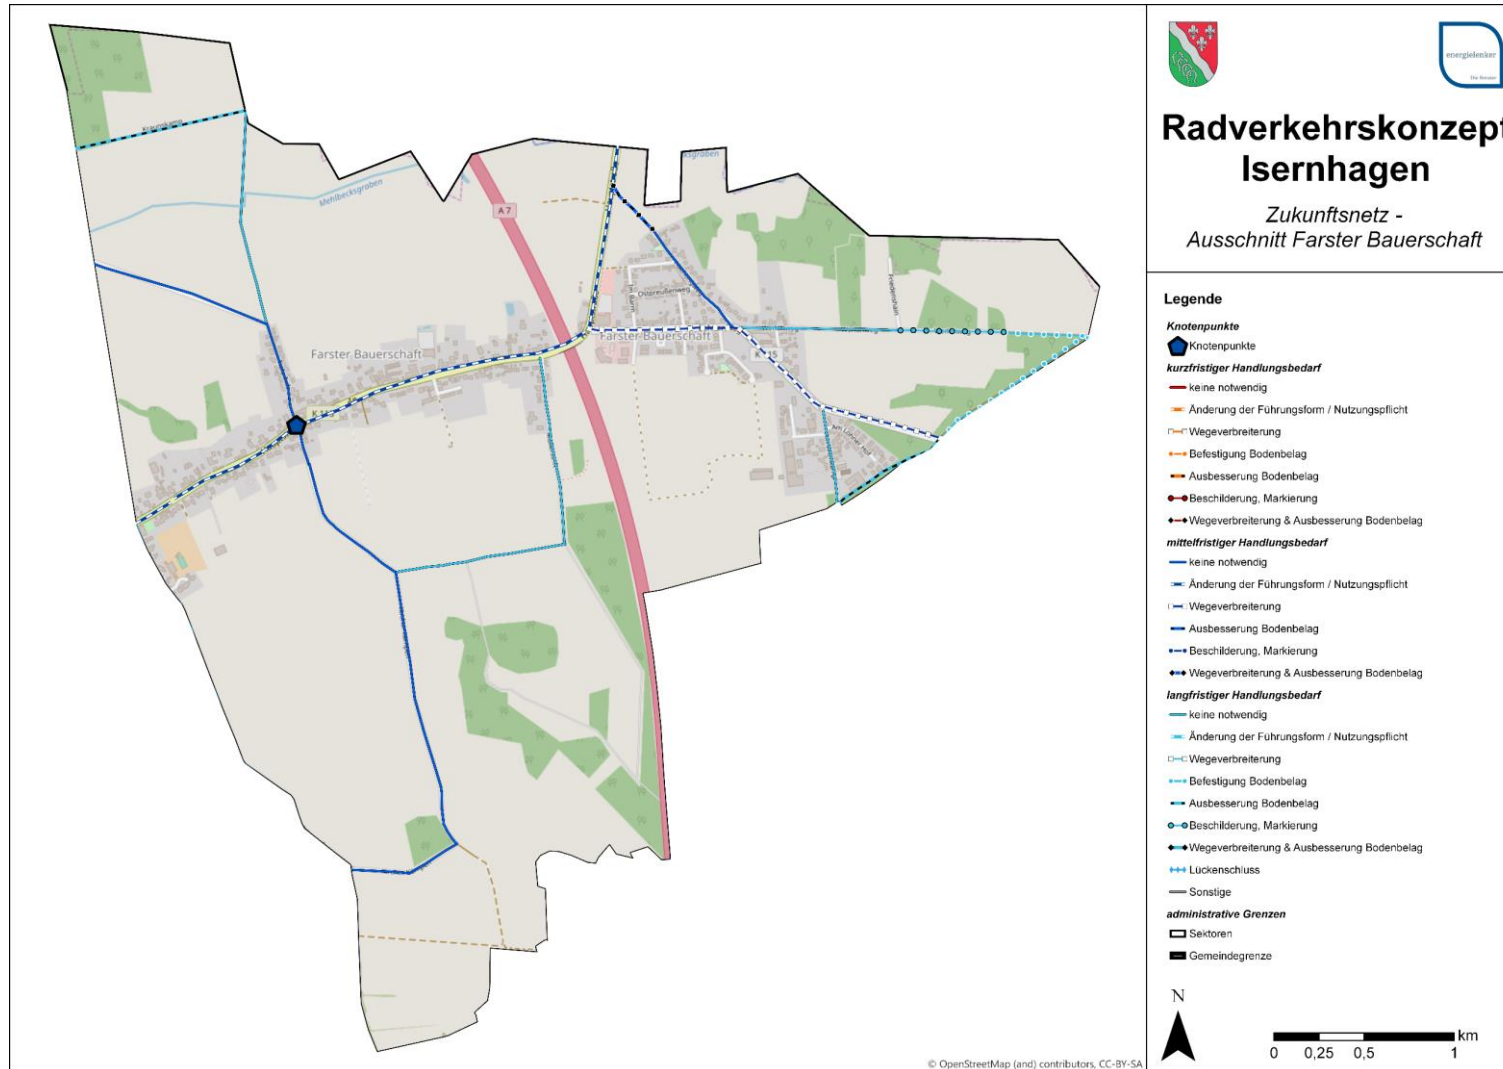 energielenker
Die Berater
Radverkehrskonzept
Isernhagen
Zukunftsnetz -
Ausschnitt Farster Bauerschaft
Legende
Knotenpunkte
Knotenpunkte
kurzfristiger Handlungsbedarf
keine notwendig
Änderung der Führungsform / Nutzungspflicht
Wegeverbreiterung
Befestigung Bodenbelag
Ausbesserung Bodenbelag
Beschilderung, Markierung
Wegeverbreiterung & Ausbesserung Bodenbelag
mittelfristiger Handlungsbedarf
keine notwendig
Änderung der Führungsform / Nutzungspflicht
Wegeverbreiterung
Ausbesserung Bodenbelag
Beschilderung, Markierung
Wegeverbreiterung & Ausbesserung Bodenbelag
langfristiger Handlungsbedarf
keine notwendig
Änderung der Führungsform / Nutzungspflicht
Wegeverbreiterung
Befestigung Bodenbelag
Ausbesserung Bodenbelag
Beschilderung, Markierung
Wegeverbreiterung & Ausbesserung Bodenbelag
Lückenschluss
Sonstige
administrative Grenzen
Sektoren
Gemeindegrenze
N
km
0 0,25 0,5 1
Mehlbecksgraben
A 7
Ostpreußenweg
Friedenshain
Farster Bauerschaft
Farster Bauerschaft
© OpenStreetMap (and) contributors, CC-BY-SA